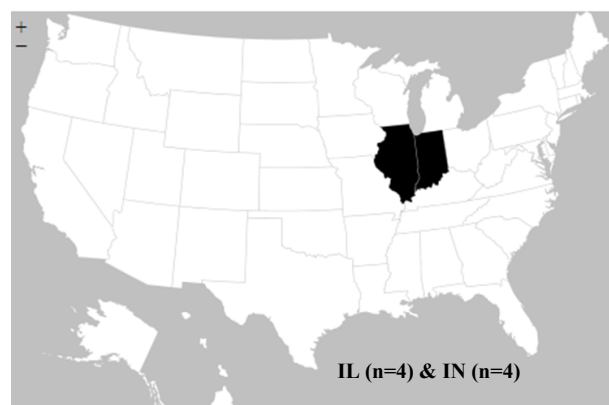 +
−
IL (n=4) & IN (n=4)